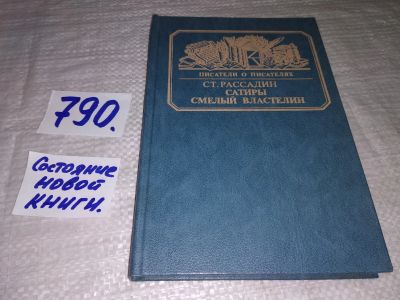 790.
Состояние
новой
книги.
ПИСАТЕЛИ О ПИСАТЕЛЯХ
СТ. РАССАДИН
САТИРЫ
СМЕЛЫЙ ВЛАСТЕЛИН